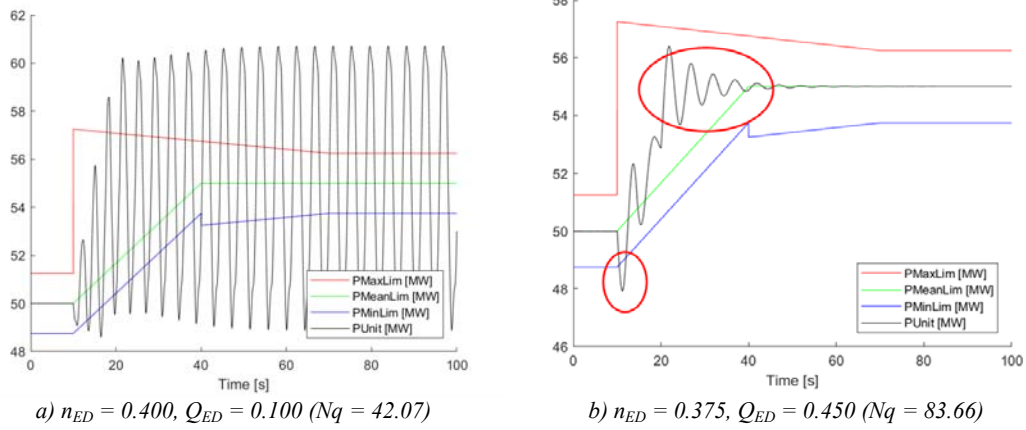 62
60
58
56
54
52
50
48
0
20
40
60
80
100
Time [s]
PMaxLim [MW]
PMeanLim [MW]
PMinLim [MW]
PUnit [MW]
a) nED = 0.400, QED = 0.100 (Nq = 42.07)
58
56
54
52
50
48
46
0
20
40
60
80
100
Time [s]
PMaxLim [MW]
PMeanLim [MW]
PMinLim [MW]
PUnit [MW]
b) nED = 0.375, QED = 0.450 (Nq = 83.66)